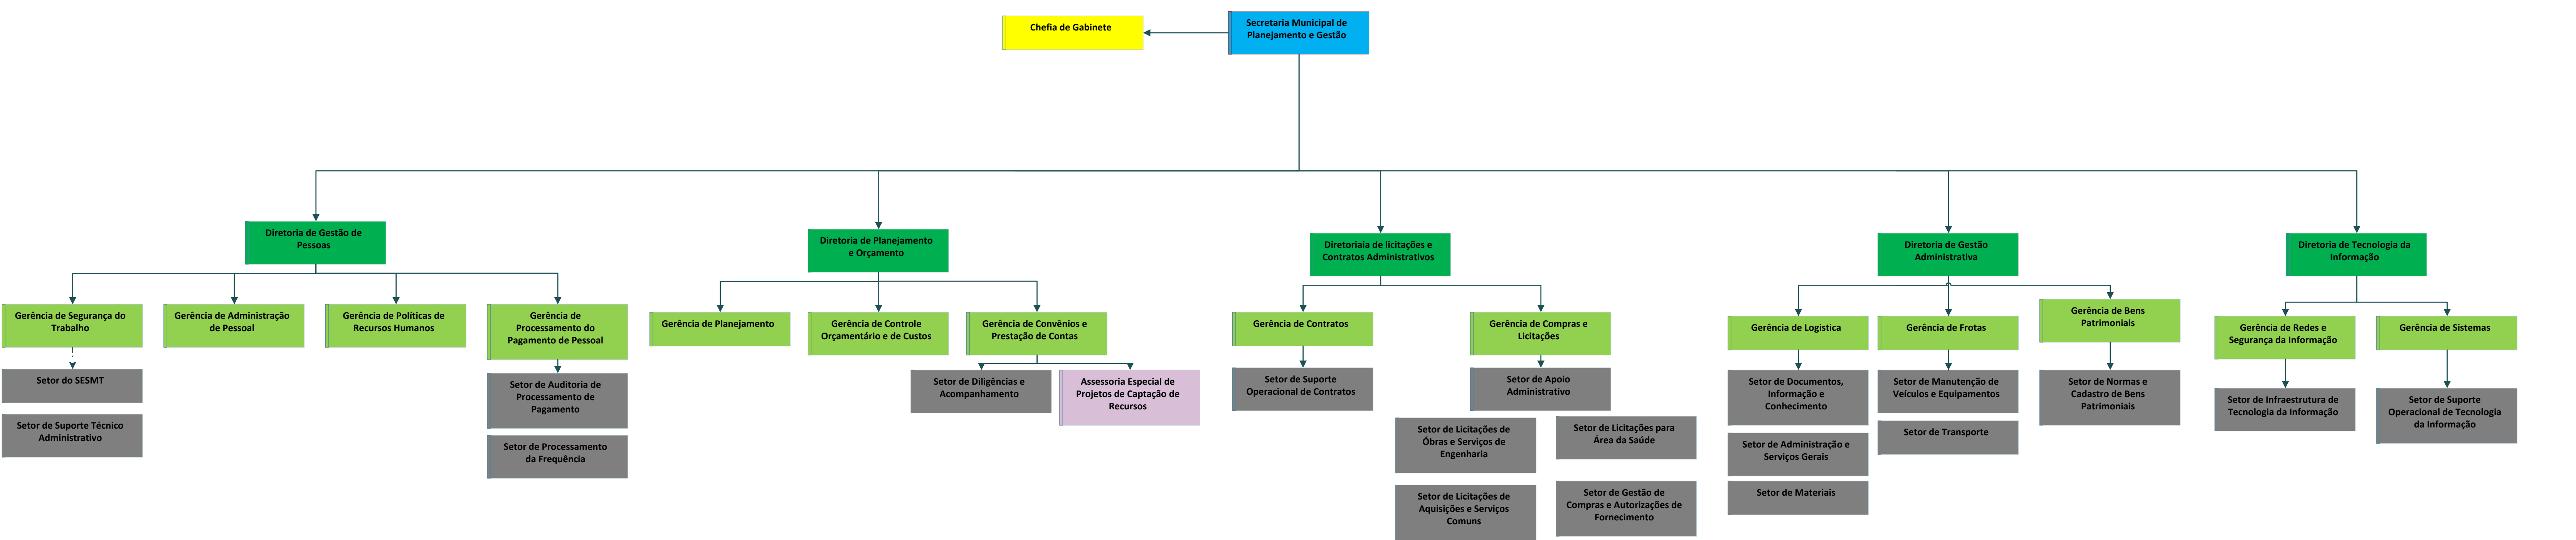 Chefia de Gabinete
Secretaria Municipal de
Planejamento e Gestão
Diretoria de Gestão de
Pessoas
Diretoria de Planejamento
e Orçamento
Diretoriaia de licitações e
Contratos Administrativos
Diretoria de Gestão
Administrativa
Diretoria de Tecnologia da
Informação
Gerência de Segurança do
Trabalho
Gerência de Administração
de Pessoal
Gerência de Políticas de
Recursos Humanos
Gerência de
Processamento do
Pagamento de Pessoal
Gerência de Planejamento
Gerência de Controle
Orçamentário e de Custos
Gerência de Convênios e
Prestação de Contas
Gerência de Contratos
Gerência de Compras e
Licitações
Gerência de Logística
Gerência de Frotas
Gerência de Bens
Patrimoniais
Gerência de Redes e
Segurança da Informação
Gerência de Sistemas
Setor do SESMT
Setor de Suporte Técnico
Administrativo
Setor de Auditoria de
Processamento de
Pagamento
Setor de Processamento
da Frequência
Setor de Diligências e
Acompanhamento
Assessoria Especial de
Projetos de Captação de
Recursos
Setor de Suporte
Operacional de Contratos
Setor de Apoio
Administrativo
Setor de Licitações de
Óbras e Serviços de
Engenharia
Setor de Licitações para
Área da Saúde
Setor de Licitações de
Aquisições e Serviços
Comuns
Setor de Gestão de
Compras e Autorizações de
Fornecimento
Setor de Documentos,
Informação e
Conhecimento
Setor de Administração e
Serviços Gerais
Setor de Materiais
Setor de Manutenção de
Veículos e Equipamentos
Setor de Transporte
Setor de Normas e
Cadastro de Bens
Patrimoniais
Setor de Infraestrutura de
Tecnologia da Informação
Setor de Suporte
Operacional de Tecnologia
da Informação